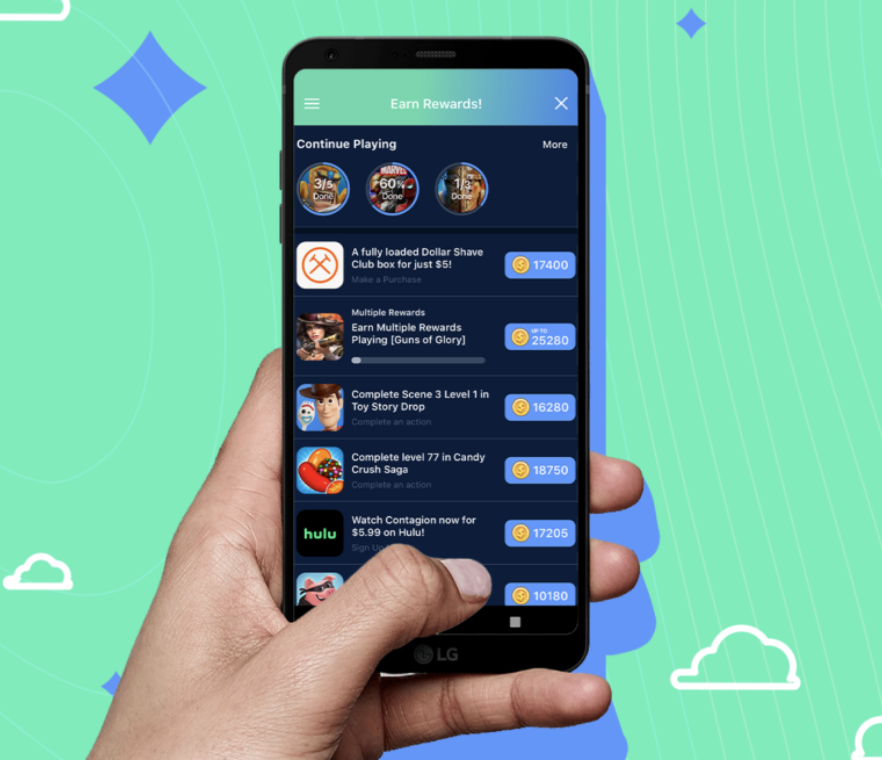 Earn Rewards!
Continue Playing
More
3/5
Done
MARVEL
60%
Done
1/3
Done
A fully loaded Dollar Shave
Club box for just $5!
Make a Purchase
17400
Multiple Rewards
Earn Multiple Rewards
Playing [Guns of Glory]
UP TO
25280
Complete Scene 3 Level 1 in
Toy Story Drop
Complete an action
16280
Complete level 77 in Candy
Crush Saga
Complete an action
18750
hulu
Watch Contagion now for
$5.99 on Hulu!
Sign Up
17205
10180
LG